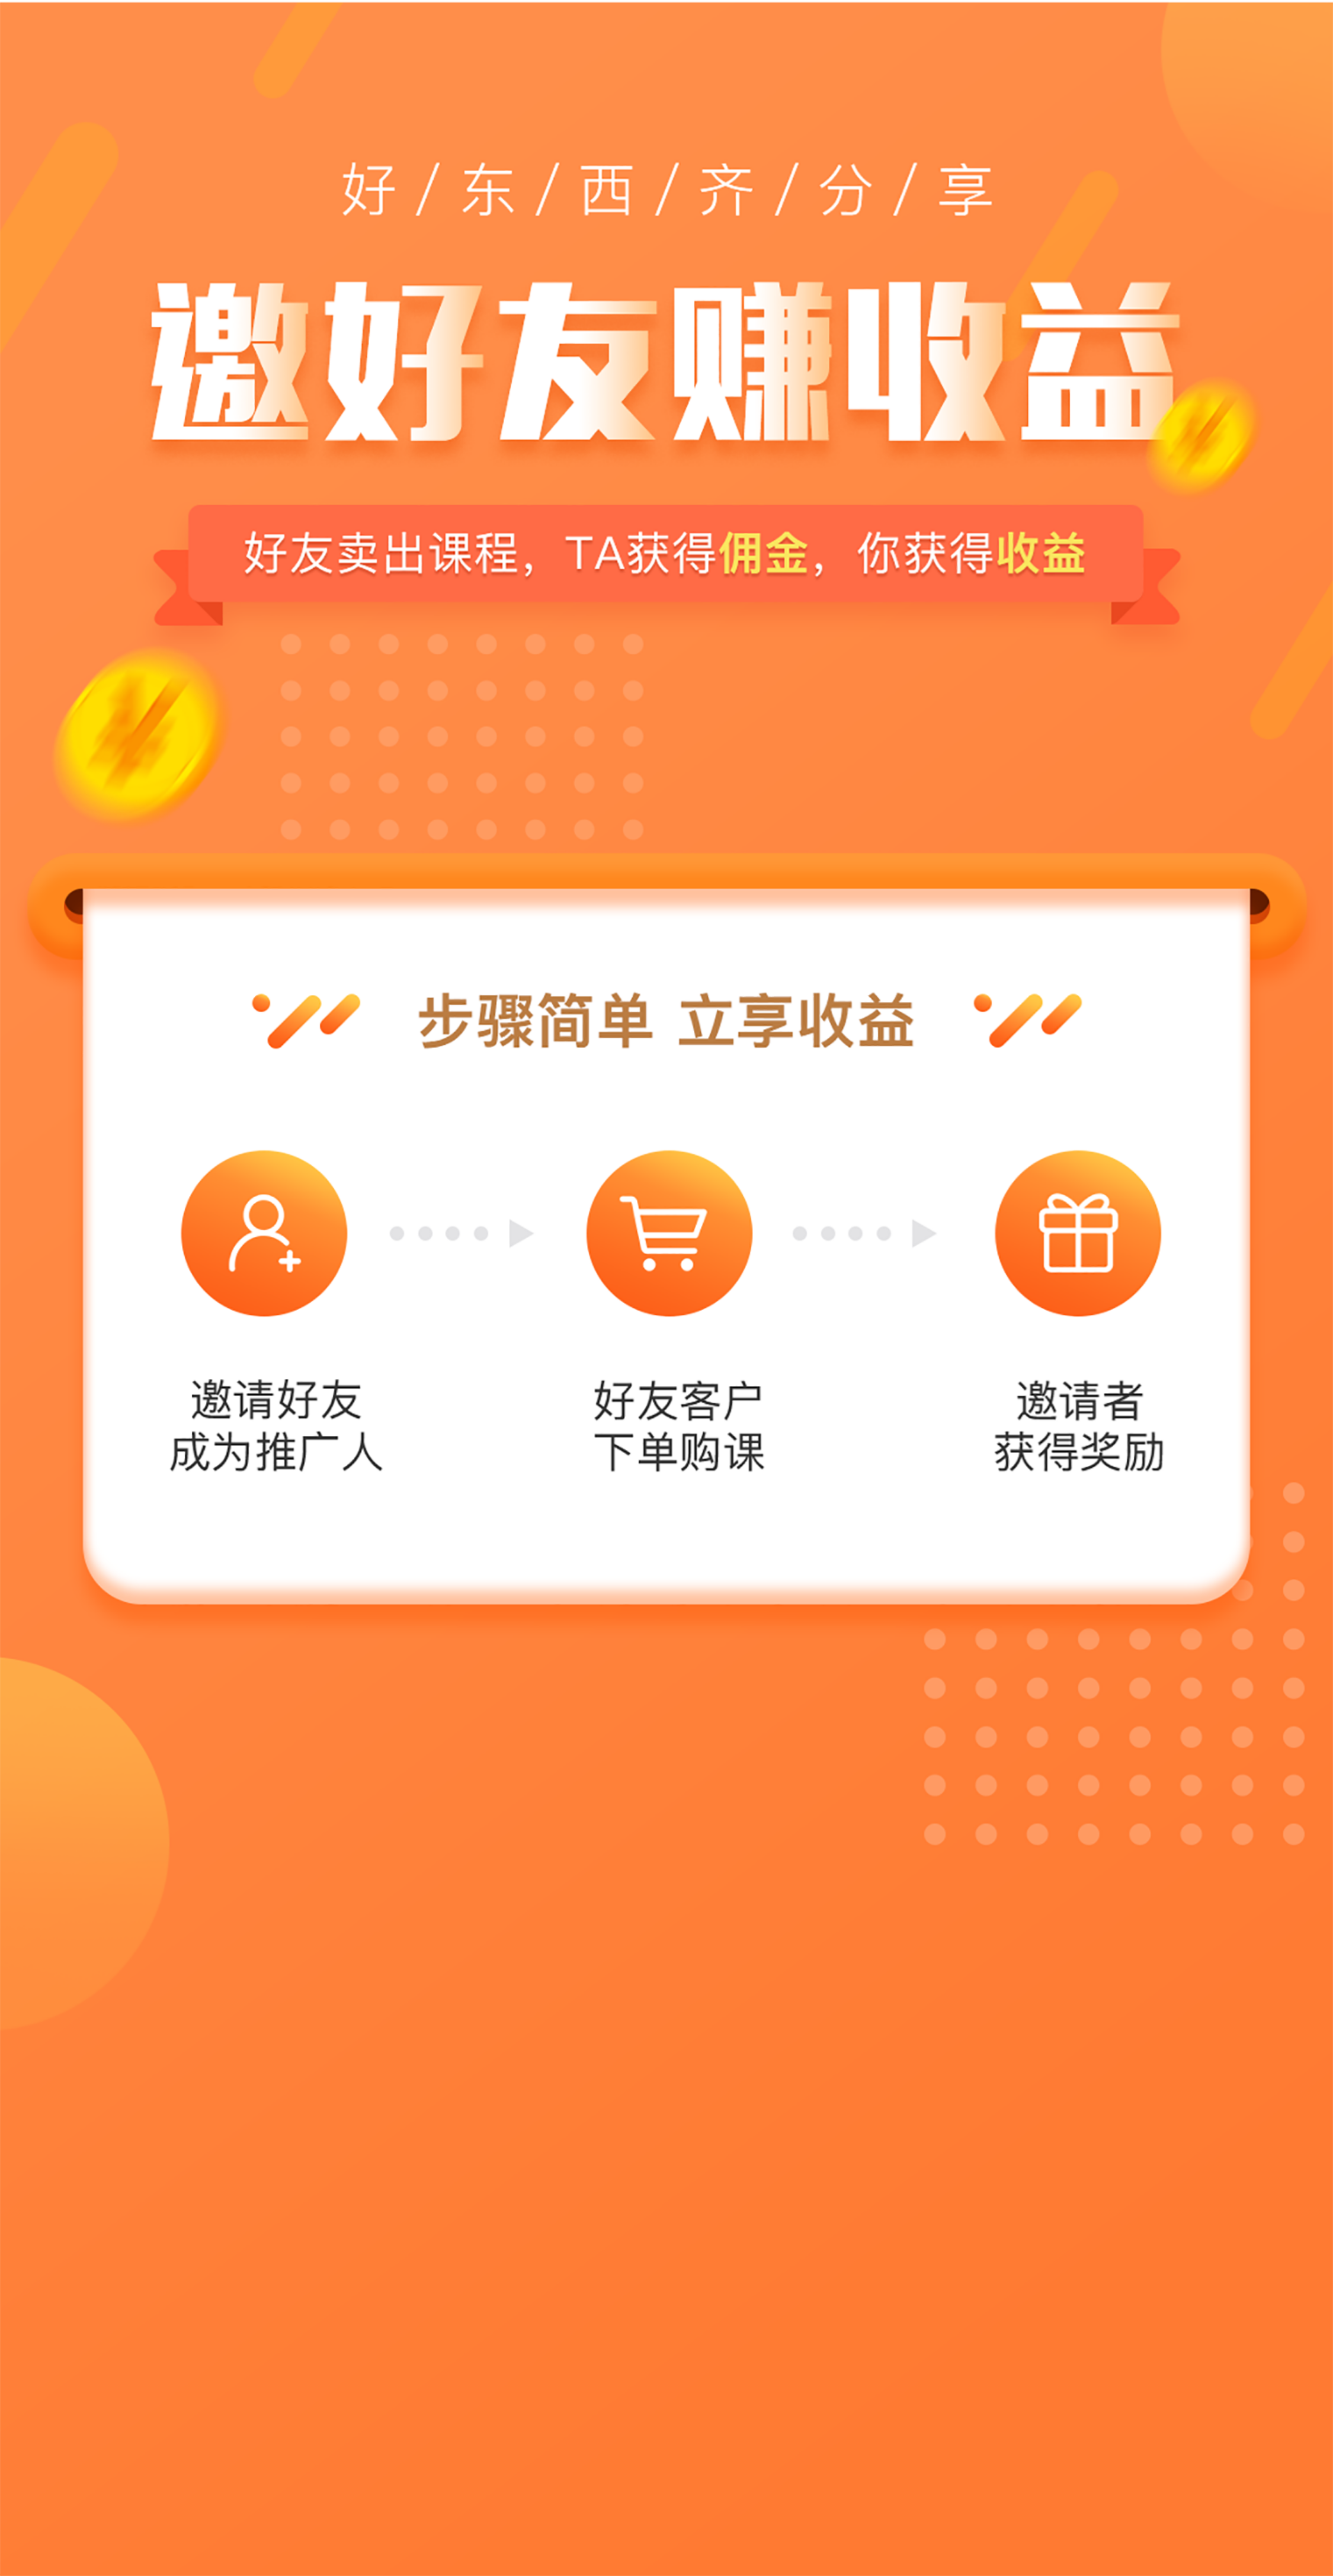 好/东/西/齐/分/享
邀好友赚收益
好友卖出课程，TA获得佣金，你获得收益
步骤简单 立享收益
邀请好友
成为推广人
好友客户
下单购课
邀请者
获得奖励